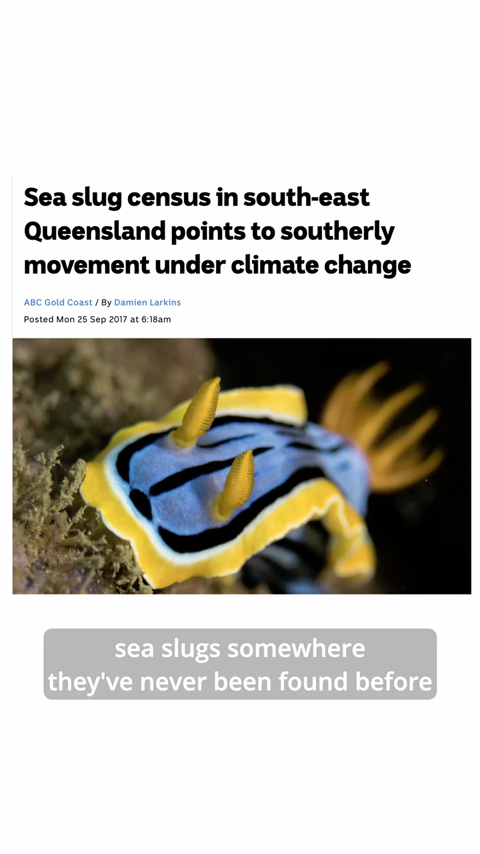 Sea slug census in south-east
Queensland points to southerly
movement under climate change
ABC Gold Coast / By Damien Larkins
Posted Mon 25 Sep 2017 at 6:18am
sea slugs somewhere
they've never been found before